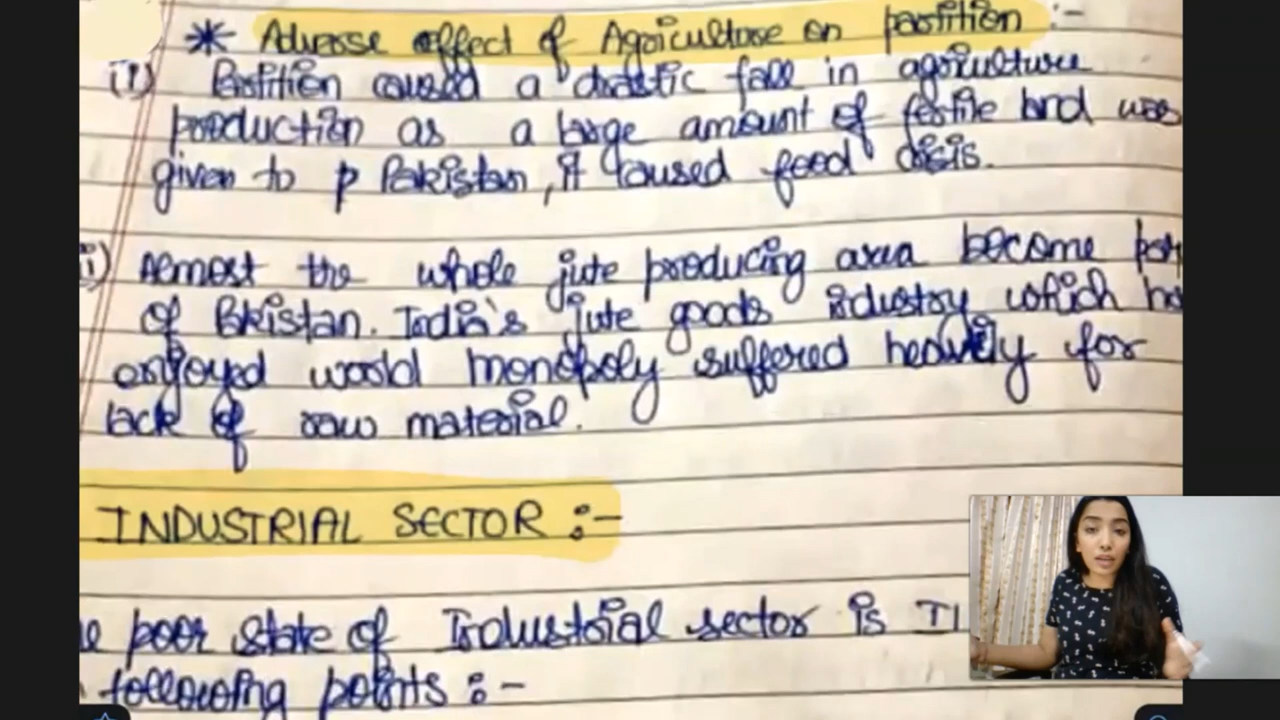 * Adverse effect of Agriculture on partition :-
(i) Partition caused a drastic fall in agriculture
production as a large amount of fertile land was
given to p Pakistan, it caused food crisis.
i) Almost the whole jute producing area become par
of Pakistan. India's jute goods industry which ha
enjoyed world monopoly suffered heavily for
lack of raw material.
INDUSTRIAL SECTOR :-
e poor state of Industrial sector is
following points :-